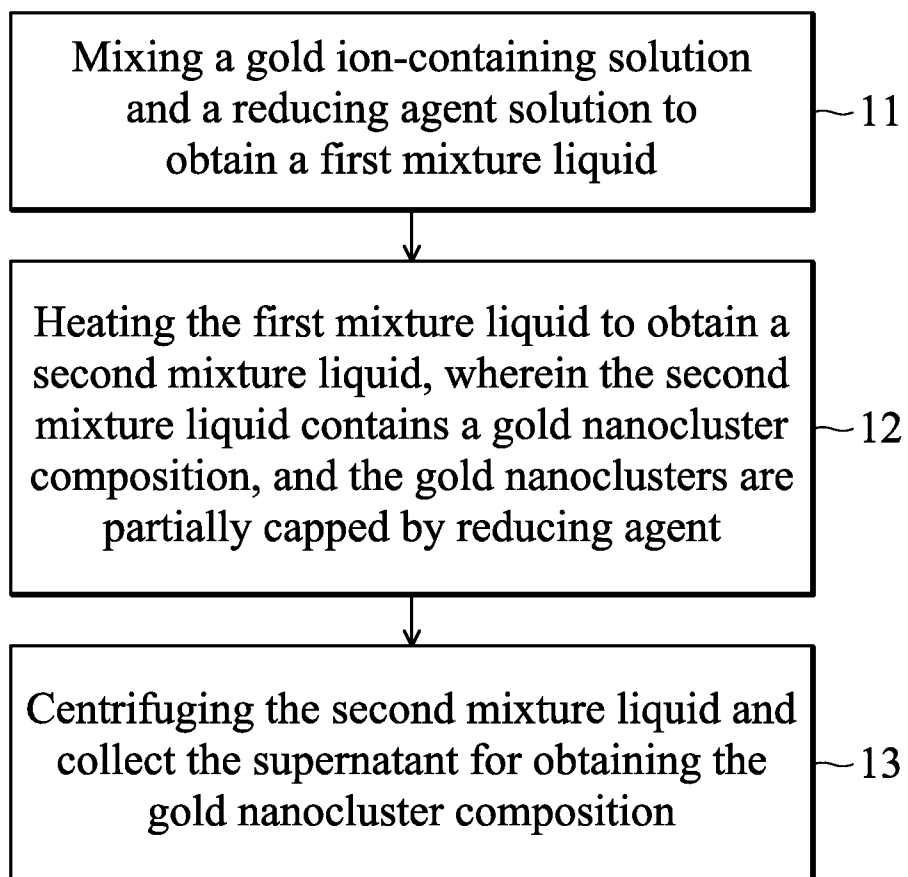 Mixing a gold ion-containing solution
and a reducing agent solution to
obtain a first mixture liquid
11
Heating the first mixture liquid to obtain a
second mixture liquid, wherein the second
mixture liquid contains a gold nanocluster
composition, and the gold nanoclusters are
partially capped by reducing agent
12
Centrifuging the second mixture liquid and
collect the supernatant for obtaining the
gold nanocluster composition
13